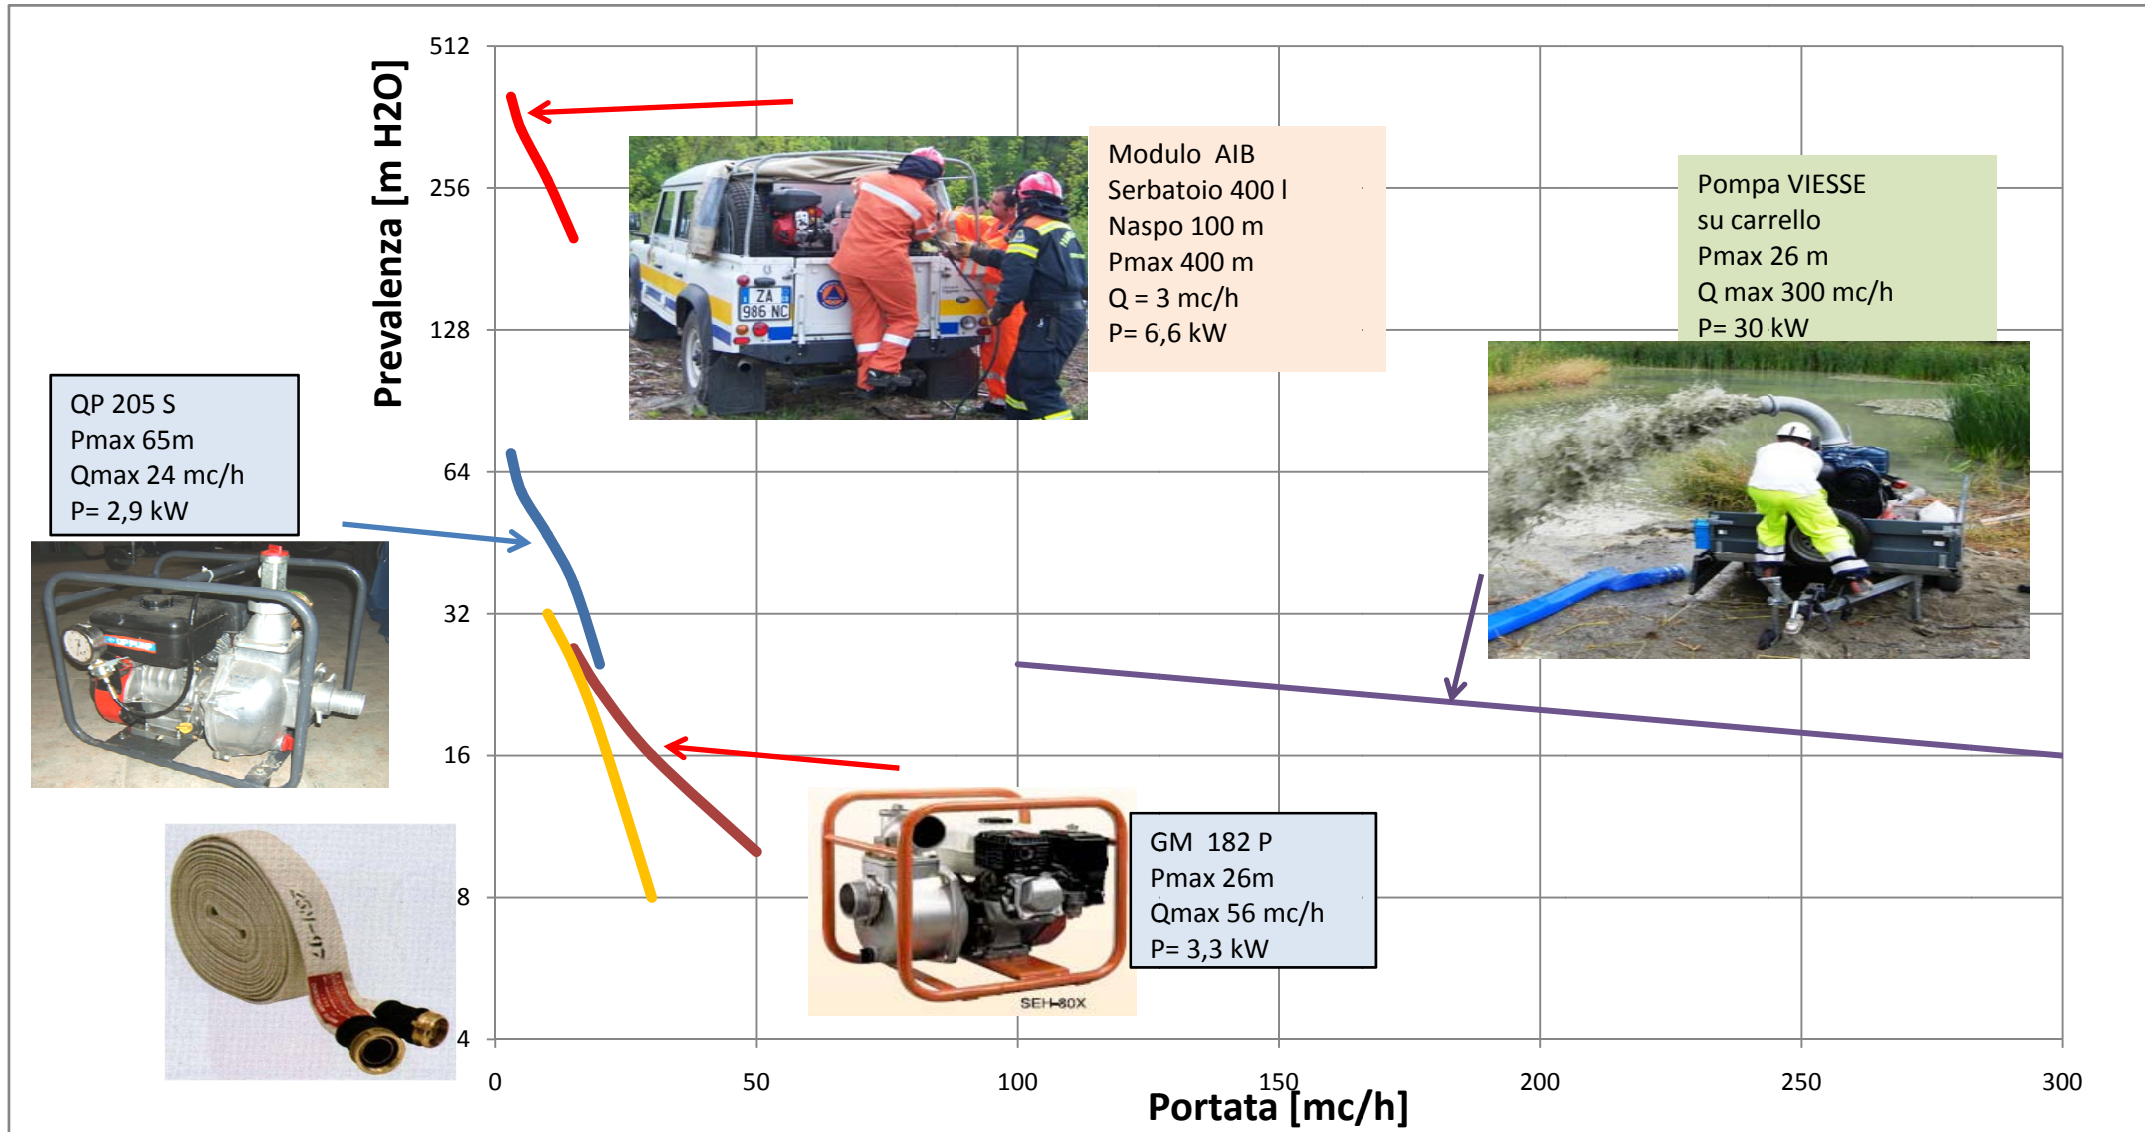 512
256
128
64
32
16
8
4
Prevalenza [m H2O]
Modulo AIB
Serbatoio 400 l
Naspo 100 m
Pmax 400 m
Q = 3 mc/h
P= 6,6 kW
Pompa VIESSE
su carrello
Pmax 26 m
Q max 300 mc/h
P= 30 kW
ZA
986 NC
QP 205 S
Pmax 65m
Qmax 24 mc/h
P= 2,9 kW
GM 182 P
Pmax 26m
Qmax 56 mc/h
P= 3,3 kW
SEH-80X
0 50 100 150 200 250 300
Portata [mc/h]